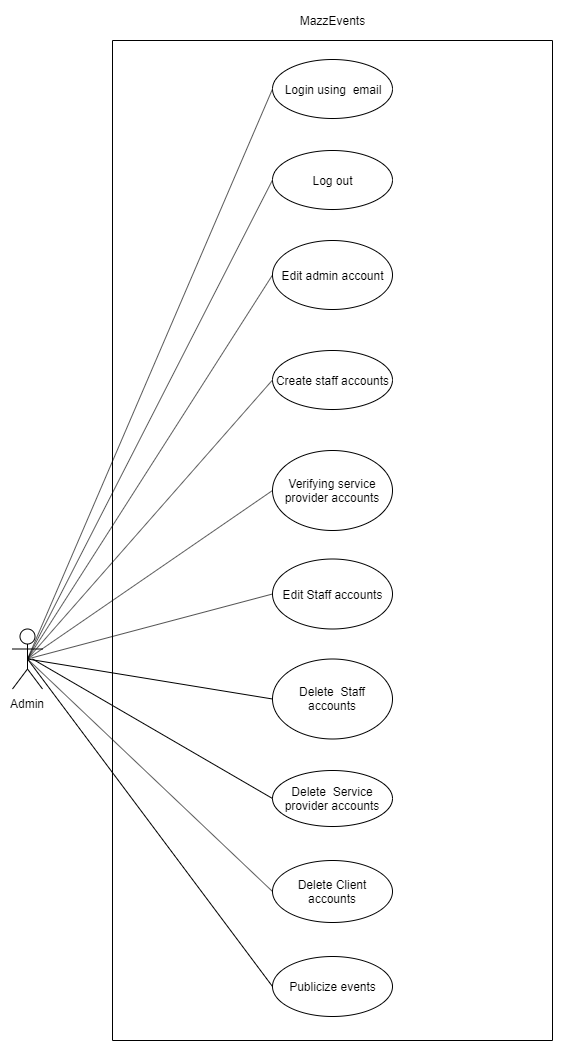 MazzEvents
Login using  email
Log out
Edit admin account
Create staff accounts
Verifying service
provider accounts
Edit Staff accounts
Delete  Staff
accounts
Admin
Delete  Service
provider accounts
Delete Client
accounts
Publicize events